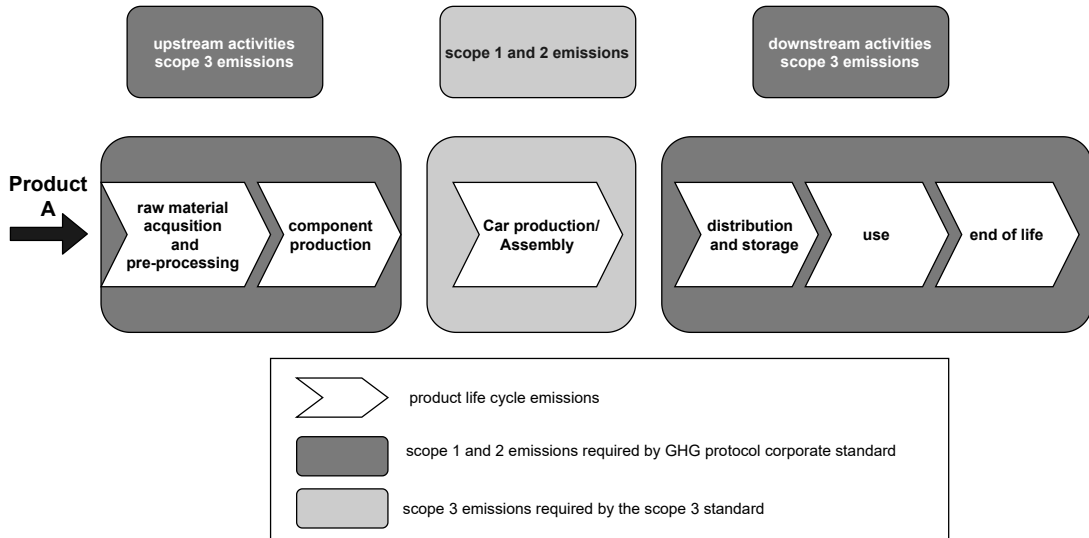 upstream activities
scope 3 emissions
scope 1 and 2 emissions
downstream activities
scope 3 emissions
Product
A
raw material
acqusition
and
pre-processing
component
production
Car production/
Assembly
distribution
and storage
use
end of life
product life cycle emissions
scope 1 and 2 emissions required by GHG protocol corporate standard
scope 3 emissions required by the scope 3 standard